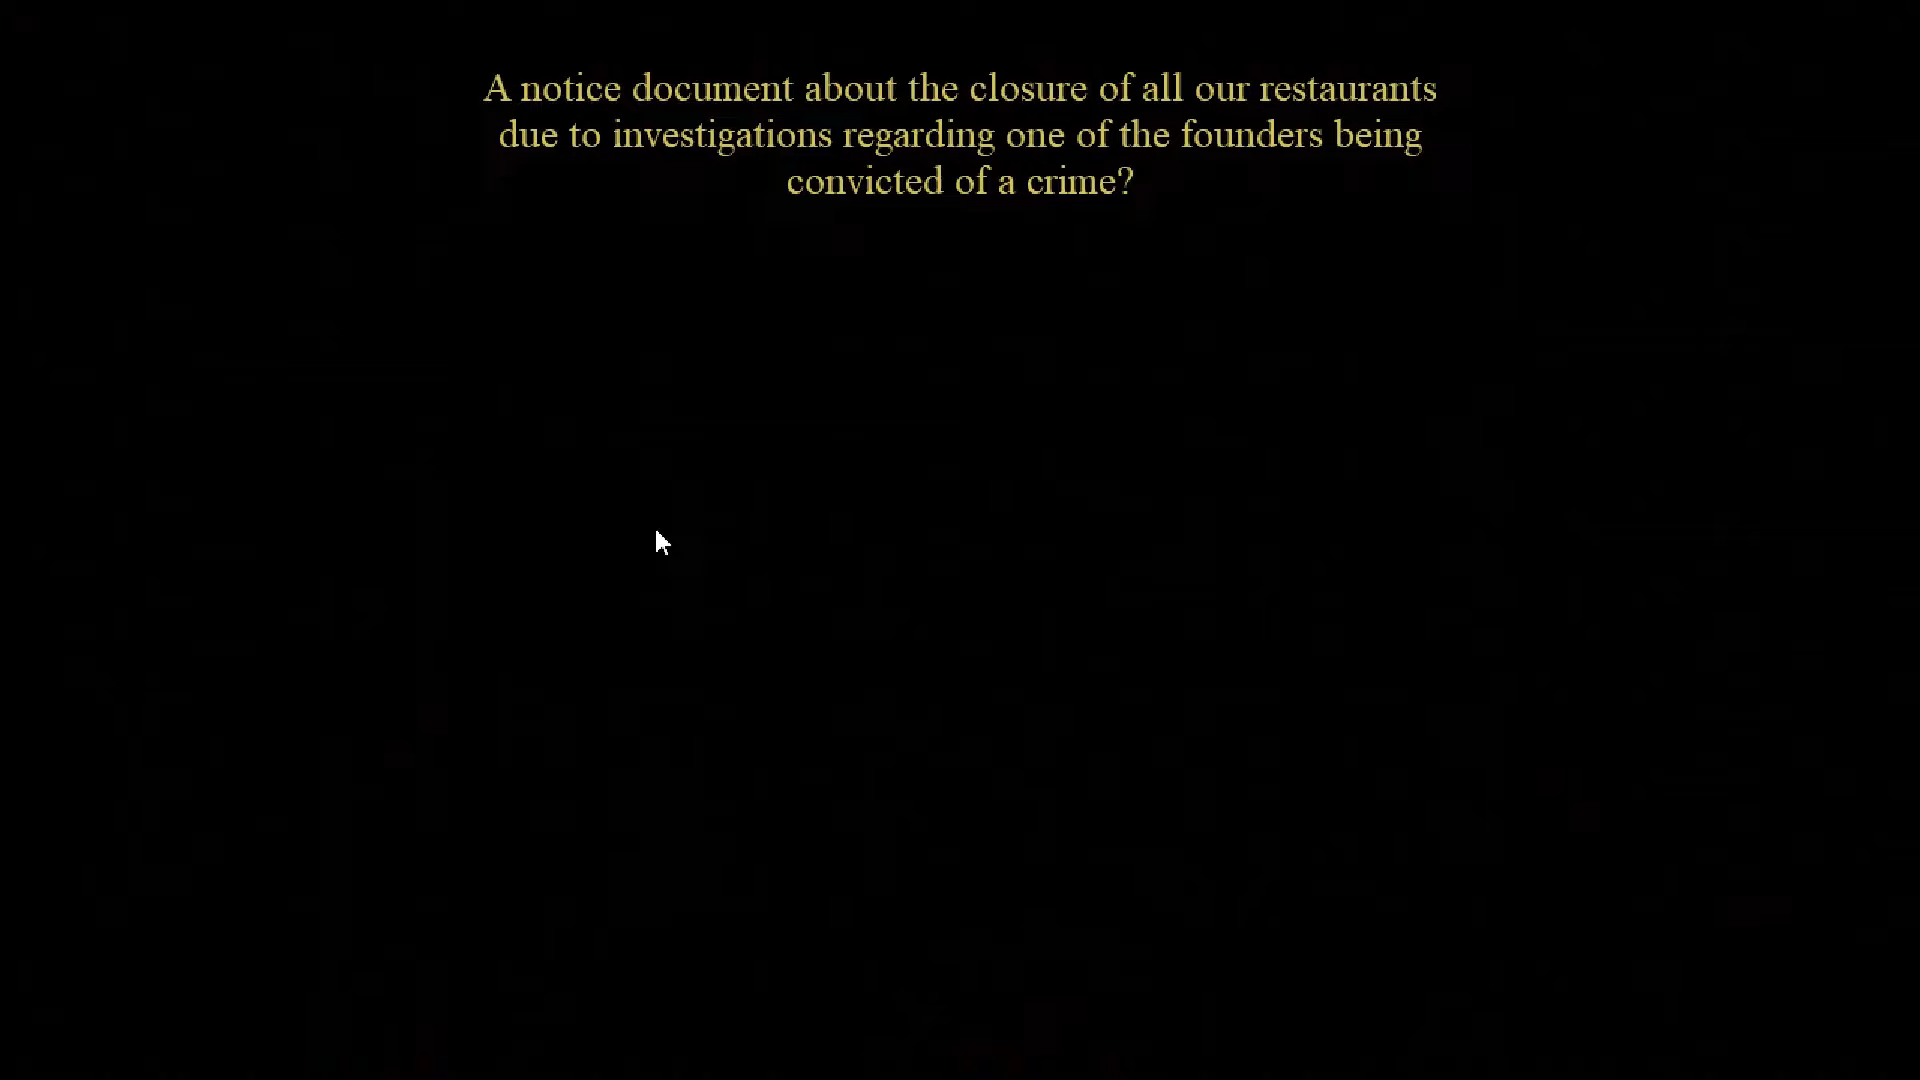 A notice document about the closure of all our restaurants
due to investigations regarding one of the founders being
convicted of a crime?